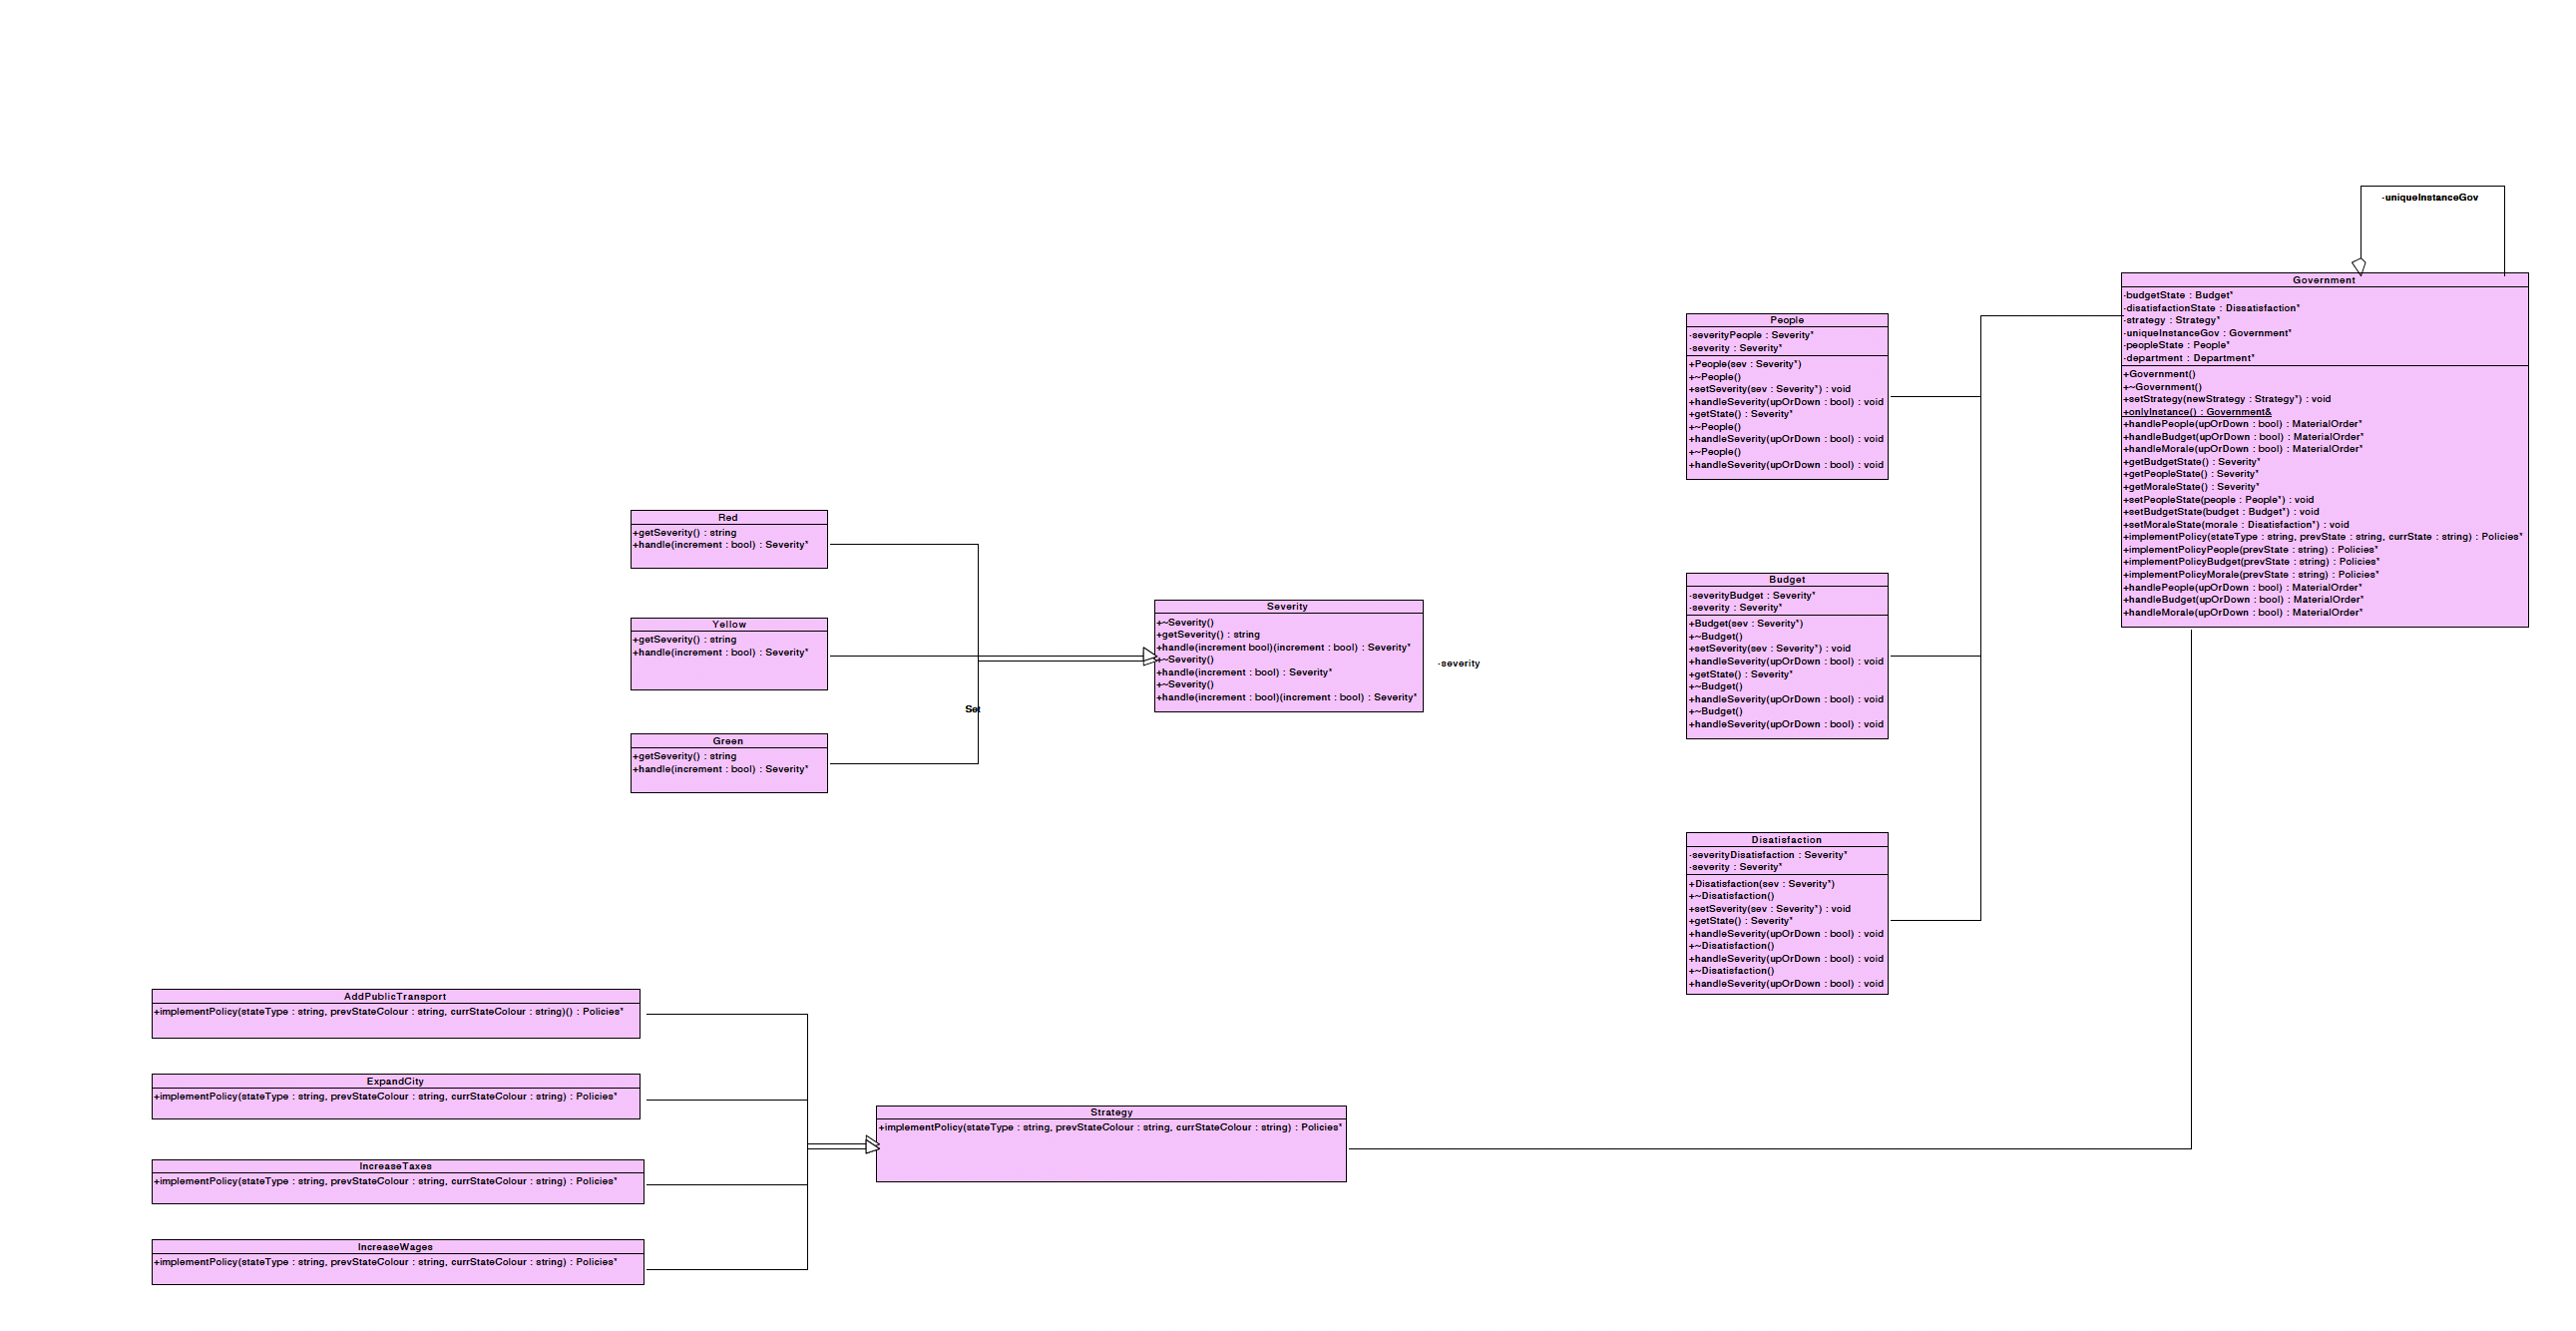 -uniqueInstanceGov
Government
-budgetState : Budget*
-disatisfactionState : Dissatisfaction*
-strategy : Strategy*
-uniqueInstanceGov : Government*
-peopleState : People*
-department : Department*
+Government()
+~Government()
+setStrategy(newStrategy : Strategy*) : void
+onlyInstance() : Government&
+handlePeople(upOrDown : bool) : MaterialOrder*
+handleBudget(upOrDown : bool) : MaterialOrder*
+handleMorale(upOrDown : bool) : MaterialOrder*
+getBudgetState() : Severity*
+getPeopleState() : Severity*
+getMoraleState() : Severity*
+setPeopleState(people : People*) : void
+setBudgetState(budget : Budget*) : void
+setMoraleState(morale : Disatisfaction*) : void
+implementPolicy(stateType : string, prevState : string, currState : string) : Policies*
+implementPolicyPeople(prevState : string) : Policies*
+implementPolicyBudget(prevState : string) : Policies*
+implementPolicyMorale(prevState : string) : Policies*
+handlePeople(upOrDown : bool) : MaterialOrder*
+handleBudget(upOrDown : bool) : MaterialOrder*
+handleMorale(upOrDown : bool) : MaterialOrder*
People
-severityPeople : Severity*
-severity : Severity*
+People(sev : Severity*)
+~People()
+setSeverity(sev : Severity*) : void
+handleSeverity(upOrDown : bool) : void
+getState() : Severity*
+~People()
+handleSeverity(upOrDown : bool) : void
+~People()
+handleSeverity(upOrDown : bool) : void
Red
+getSeverity() : string
+handle(increment : bool) : Severity*
Yellow
+getSeverity() : string
+handle(increment : bool) : Severity*
Set
Green
+getSeverity() : string
+handle(increment : bool) : Severity*
Severity
+~Severity()
+getSeverity() : string
+handle(increment bool)(increment : bool) : Severity*
+~Severity()
+handle(increment : bool) : Severity*
+~Severity()
+handle(increment : bool)(increment : bool) : Severity*
-severity
Budget
-severityBudget : Severity*
-severity : Severity*
+Budget(sev : Severity*)
+~Budget()
+setSeverity(sev : Severity*) : void
+handleSeverity(upOrDown : bool) : void
+getState() : Severity*
+~Budget()
+handleSeverity(upOrDown : bool) : void
+~Budget()
+handleSeverity(upOrDown : bool) : void
Disatisfaction
-severityDisatisfaction : Severity*
-severity : Severity*
+Disatisfaction(sev : Severity*)
+~Disatisfaction()
+setSeverity(sev : Severity*) : void
+getState() : Severity*
+handleSeverity(upOrDown : bool) : void
+~Disatisfaction()
+handleSeverity(upOrDown : bool) : void
+~Disatisfaction()
+handleSeverity(upOrDown : bool) : void
AddPublicTransport
+implementPolicy(stateType : string, prevStateColour : string, currStateColour : string)() : Policies*
ExpandCity
+implementPolicy(stateType : string, prevStateColour : string, currStateColour : string) : Policies*
IncreaseTaxes
+implementPolicy(stateType : string, prevStateColour : string, currStateColour : string) : Policies*
IncreaseWages
+implementPolicy(stateType : string, prevStateColour : string, currStateColour : string) : Policies*
Strategy
+implementPolicy(stateType : string, prevStateColour : string, currStateColour : string) : Policies*